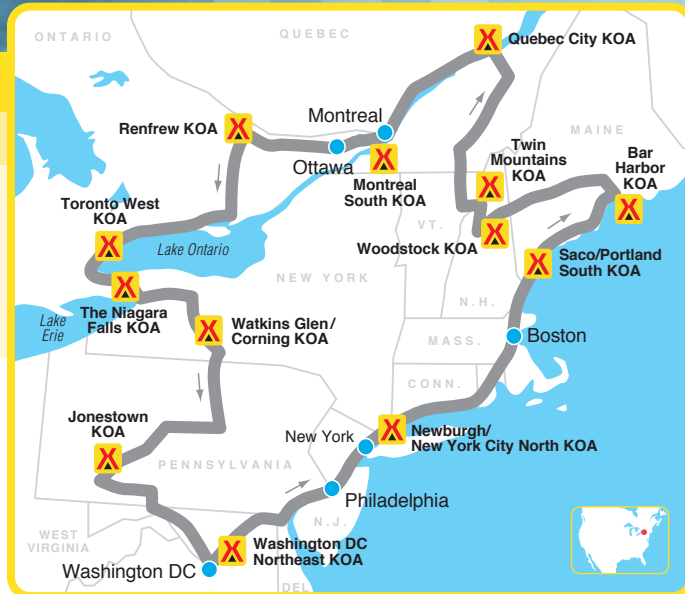 ONTARIO
QUEBEC
Quebec City KOA
Montreal
Renfrew KOA
Ottawa
MAINE
Twin
Mountains
KOA
Bar
Harbor
KOA
Montreal
South KOA
Toronto West
KOA
Lake Ontario
VT.
Woodstock KOA
Saco/Portland
South KOA
NEW YORK
The Niagara
Falls KOA
Lake
Erie
N.H.
Watkins Glen/
Corning KOA
MASS.
Boston
CONN.
Jonestown
KOA
New York
Newburgh/
New York City North KOA
PENNSYLVANIA
Philadelphia
N.J.
WEST
VIRGINIA
Washington DC
Northeast KOA
Washington DC
DEL